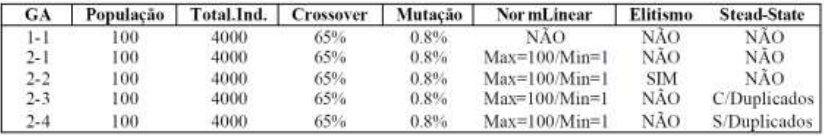 GA População Total.Ind. Crossover Mutação Nor mLinear Elitismo Stead-State
1-1 100 4000 65% 0.8% NÃO NÃO NÃO
2-1 100 4000 65% 0.8% Max=100/Min=1 NÃO NÃO
2-2 100 4000 65% 0.8% Max=100/Min=1 SIM NÃO
2-3 100 4000 65% 0.8% Max=100/Min=1 NÃO C/Duplicados
2-4 100 4000 65% 0.8% Max=100/Min=1 NÃO S/Duplicados